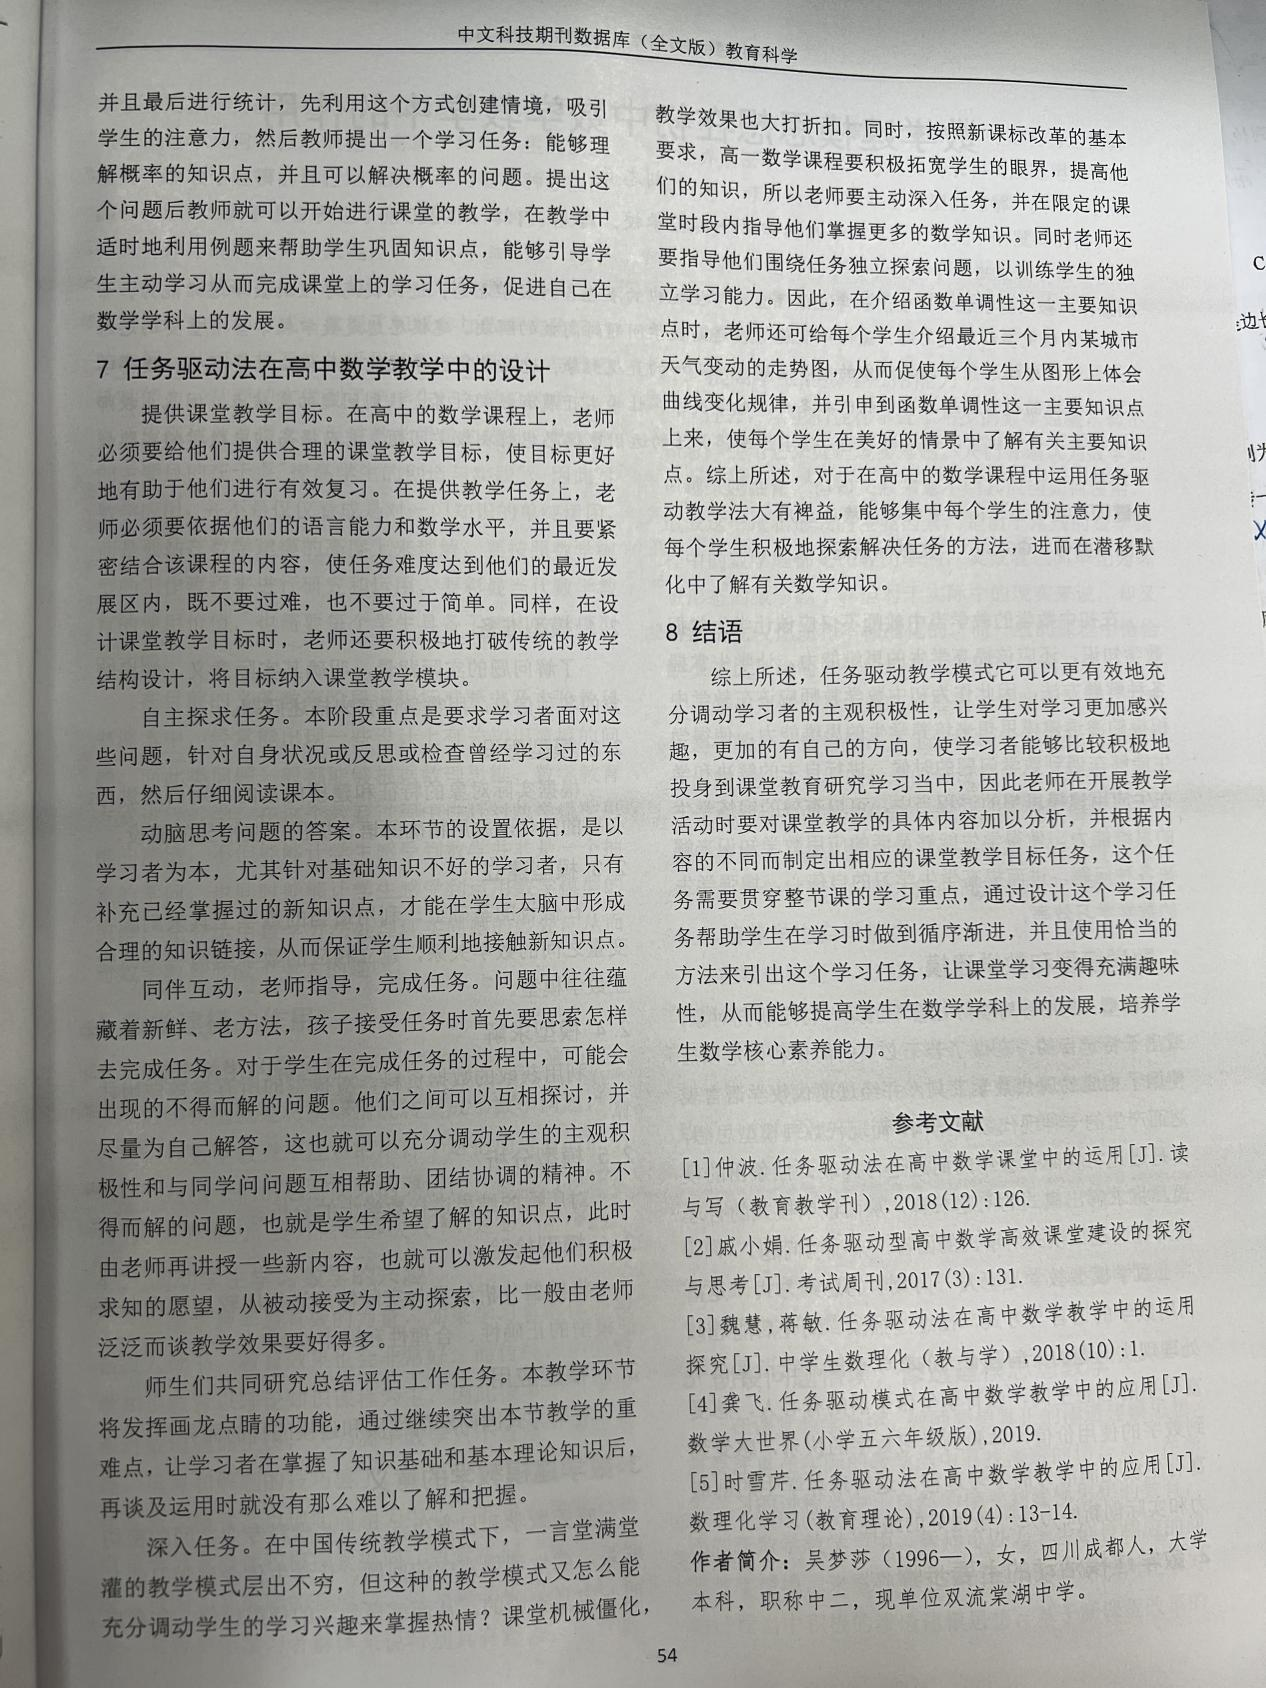 中文科技期刊数据库（全文版）教育科学
并且最后进行统计，先利用这个方式创建情境，吸引
学生的注意力，然后教师提出一个学习任务：能够理
解概率的知识点，并且可以解决概率的问题。提出这
个问题后教师就可以开始进行课堂的教学，在教学中
适时地利用例题来帮助学生巩固知识点，能够引导学
生主动学习从而完成课堂上的学习任务，促进自己在
数学学科上的发展。
7 任务驱动法在高中数学教学中的设计
提供课堂教学目标。在高中的数学课程上，老师
必须要给他们提供合理的课堂教学目标，使目标更好
地有助于他们进行有效复习。在提供教学任务上，老
师必须要依据他们的语言能力和数学水平，并且要紧
密结合该课程的内容，使任务难度达到他们的最近发
展区内，既不要过难，也不要过于简单。同样，在设
计课堂教学目标时，老师还要积极地打破传统的教学
结构设计，将目标纳入课堂教学模块。
自主探求任务。本阶段重点是要求学习者面对这
些问题，针对自身状况或反思或检查曾经学习过的东
西，然后仔细阅读课本。
动脑思考问题的答案。本环节的设置依据，是以
学习者为本，尤其针对基础知识不好的学习者，只有
补充已经掌握过的新知识点，才能在学生大脑中形成
合理的知识链接，从而保证学生顺利地接触新知识点。
同伴互动，老师指导，完成任务。问题中往往蕴
藏着新鲜、老方法，孩子接受任务时首先要思索怎样
去完成任务。对于学生在完成任务的过程中，可能会
出现的不得而解的问题。他们之间可以互相探讨，并
尽量为自己解答，这也就可以充分调动学生的主观积
极性和与同学问问题互相帮助、团结协调的精神。不
得而解的问题，也就是学生希望了解的知识点，此时
由老师再讲授一些新内容，也就可以激发起他们积极
求知的愿望，从被动接受为主动探索，比一般由老师
泛泛而谈教学效果要好得多。
师生们共同研究总结评估工作任务。本教学环节
将发挥画龙点睛的功能，通过继续突出本节教学的重
难点，让学习者在掌握了知识基础和基本理论知识后，
再谈及运用时就没有那么难以了解和把握。
深入任务。在中国传统教学模式下，一言堂满堂
灌的教学模式层出不穷，但这种的教学模式又怎么能
充分调动学生的学习兴趣来掌握热情？课堂机械僵化，
教学效果也大打折扣。同时，按照新课标改革的基本
要求，高一数学课程要积极拓宽学生的眼界，提高他
们的知识，所以老师要主动深入任务，并在限定的课
堂时段内指导他们掌握更多的数学知识。同时老师还
要指导他们围绕任务独立探索问题，以训练学生的独
立学习能力。因此，在介绍函数单调性这一主要知识
点时，老师还可给每个学生介绍最近三个月内某城市
天气变动的走势图，从而促使每个学生从图形上体会
曲线变化规律，并引申到函数单调性这一主要知识点
上来，使每个学生在美好的情景中了解有关主要知识
点。综上所述，对于在高中的数学课程中运用任务驱
动教学法大有裨益，能够集中每个学生的注意力，使
每个学生积极地探索解决任务的方法，进而在潜移默
化中了解有关数学知识。
8 结语
综上所述，任务驱动教学模式它可以更有效地充
分调动学习者的主观积极性，让学生对学习更加感兴
趣，更加的有自己的方向，使学习者能够比较积极地
投身到课堂教育研究学习当中，因此老师在开展教学
活动时要对课堂教学的具体内容加以分析，并根据内
容的不同而制定出相应的课堂教学目标任务，这个任
务需要贯穿整节课的学习重点，通过设计这个学习任
务帮助学生在学习时做到循序渐进，并且使用恰当的
方法来引出这个学习任务，让课堂学习变得充满趣味
性，从而能够提高学生在数学学科上的发展，培养学
生数学核心素养能力。
参考文献
[1]仲波.任务驱动法在高中数学课堂中的运用[J].读
与写（教育教学刊）,2018(12):126.
[2]戚小娟.任务驱动型高中数学高效课堂建设的探究
与思考[J].考试周刊,2017(3):131.
[3]魏慧,蒋敏.任务驱动法在高中数学教学中的运用
探究[J].中学生数理化（教与学）,2018(10):1.
[4]龚飞.任务驱动模式在高中数学教学中的应用[J].
数学大世界(小学五六年级版),2019.
[5]时雪芹.任务驱动法在高中数学教学中的应用[J].
数理化学习(教育理论),2019(4):13-14.
作者简介：吴梦莎（1996—），女，四川成都人，大学
本科，职称中二，现单位双流棠湖中学。
54